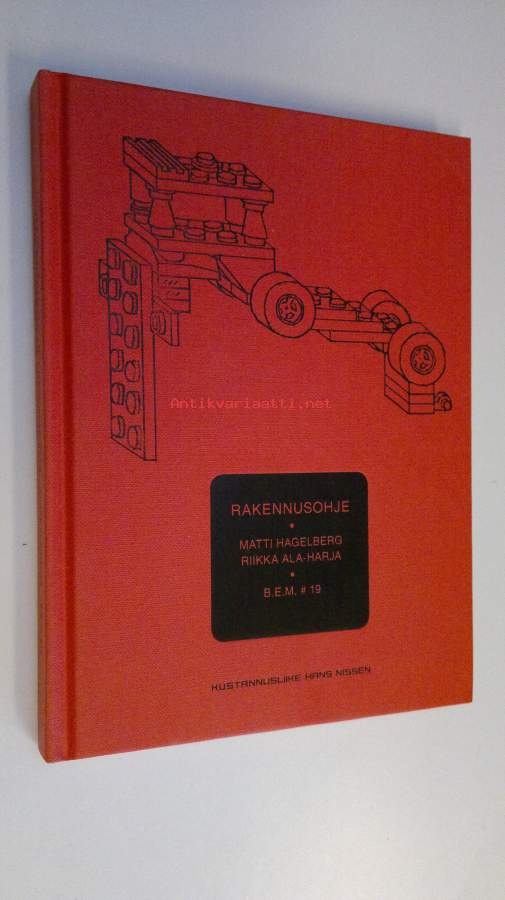 Antikvariaatti.net
RAKENNUSOHJE
•
MATTI HAGELBERG
RIIKKA ALA-HARJA
•
B.E.M. # 19
KUSTANNUSLIIKE HANS NISSEN